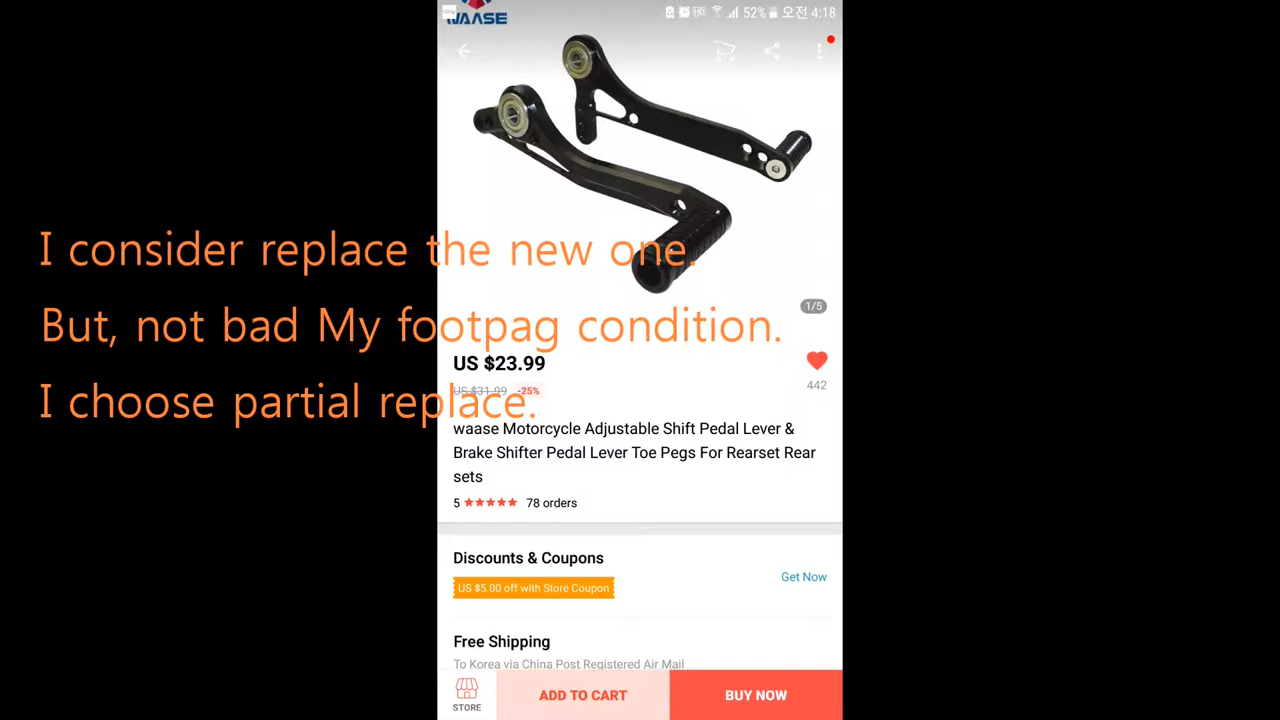 WAASE
52% 오전 4:18
I consider replace the new one.
1/5
But, not bad My footpag condition.
US $23.99
442
US $31.99 -25%
I choose partial replace.
waase Motorcycle Adjustable Shift Pedal Lever &
Brake Shifter Pedal Lever Toe Pegs For Rearset Rear
sets
5 78 orders
Discounts & Coupons
US $5.00 off with Store Coupon
Get Now
Free Shipping
To Korea via China Post Registered Air Mail
STORE
ADD TO CART
BUY NOW